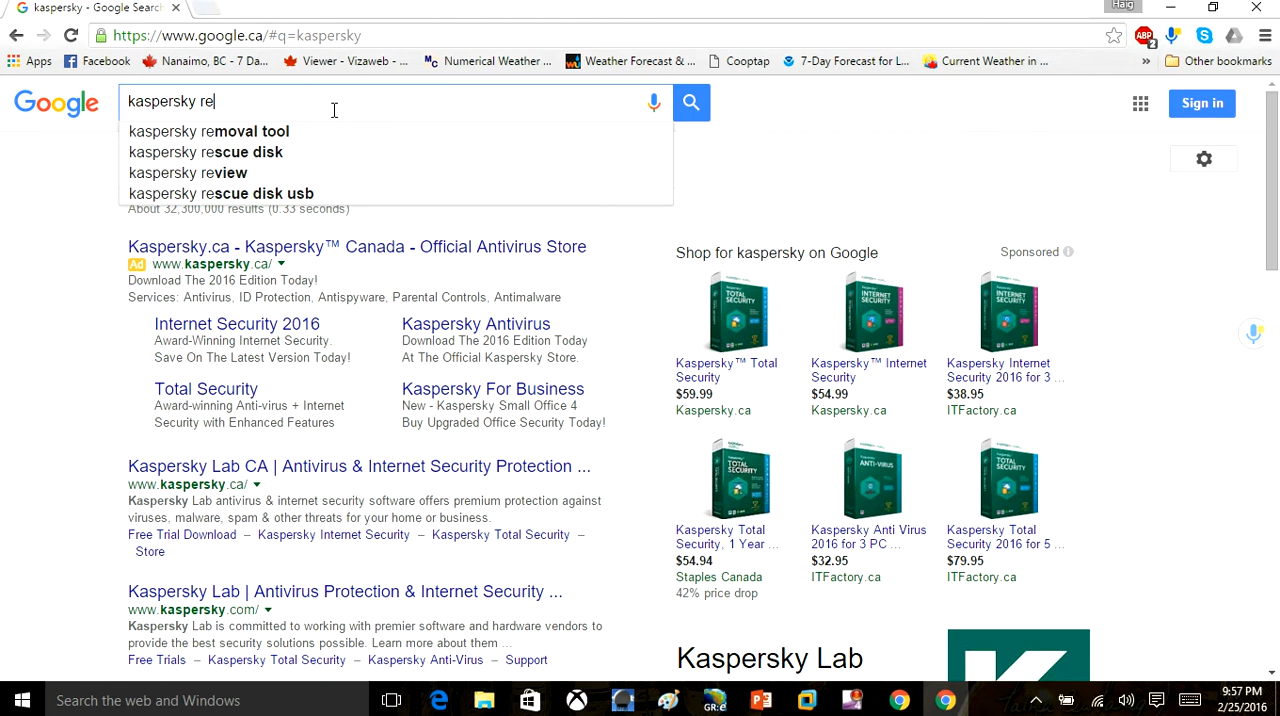 kaspersky - Google Search
Haig
https://www.google.ca/#q=kaspersky
ABP
2
Apps
Facebook
Nanaimo, BC - 7 Da...
Viewer - Vizaweb - ...
Numerical Weather ...
Weather Forecast & ...
Cooptap
7-Day Forecast for L...
Current Weather in ...
»
Other bookmarks
Google
kaspersky re
Sign in
kaspersky removal tool
kaspersky rescue disk
kaspersky review
kaspersky rescue disk usb
About 32,300,000 results (0.33 seconds)
Kaspersky.ca - Kaspersky™ Canada - Official Antivirus Store
Ad www.kaspersky.ca/
Download The 2016 Edition Today!
Services: Antivirus, ID Protection, Antispyware, Parental Controls, Antimalware
Internet Security 2016
Award-Winning Internet Security.
Save On The Latest Version Today!
Kaspersky Antivirus
Download The 2016 Edition Today
At The Official Kaspersky Store.
Total Security
Award-winning Anti-virus + Internet
Security with Enhanced Features
Kaspersky For Business
New - Kaspersky Small Office 4
Buy Upgraded Office Security Today!
Kaspersky Lab CA | Antivirus & Internet Security Protection ...
www.kaspersky.ca/
Kaspersky Lab antivirus & internet security software offers premium protection against
viruses, malware, spam & other threats for your home or business.
Free Trial Download – Kaspersky Internet Security – Kaspersky Total Security –
Store
Kaspersky Lab | Antivirus Protection & Internet Security ...
www.kaspersky.com/
Kaspersky Lab is committed to working with premier software and hardware vendors to
provide the best security solutions possible. Learn more about them ...
Free Trials – Kaspersky Total Security – Kaspersky Anti-Virus – Support
Shop for kaspersky on Google
Sponsored
Kaspersky™ Total
Security
$59.99
Kaspersky.ca
Kaspersky™ Internet
Security
$54.99
Kaspersky.ca
Kaspersky Internet
Security 2016 for 3 ...
$38.95
ITFactory.ca
Kaspersky Total
Security, 1 Year ...
$54.94
Staples Canada
42% price drop
Kaspersky Anti Virus
2016 for 3 PC ...
$32.95
ITFactory.ca
Kaspersky Total
Security 2016 for 5 ...
$79.95
ITFactory.ca
Kaspersky Lab
Search the web and Windows
9:57 PM
2/25/2016